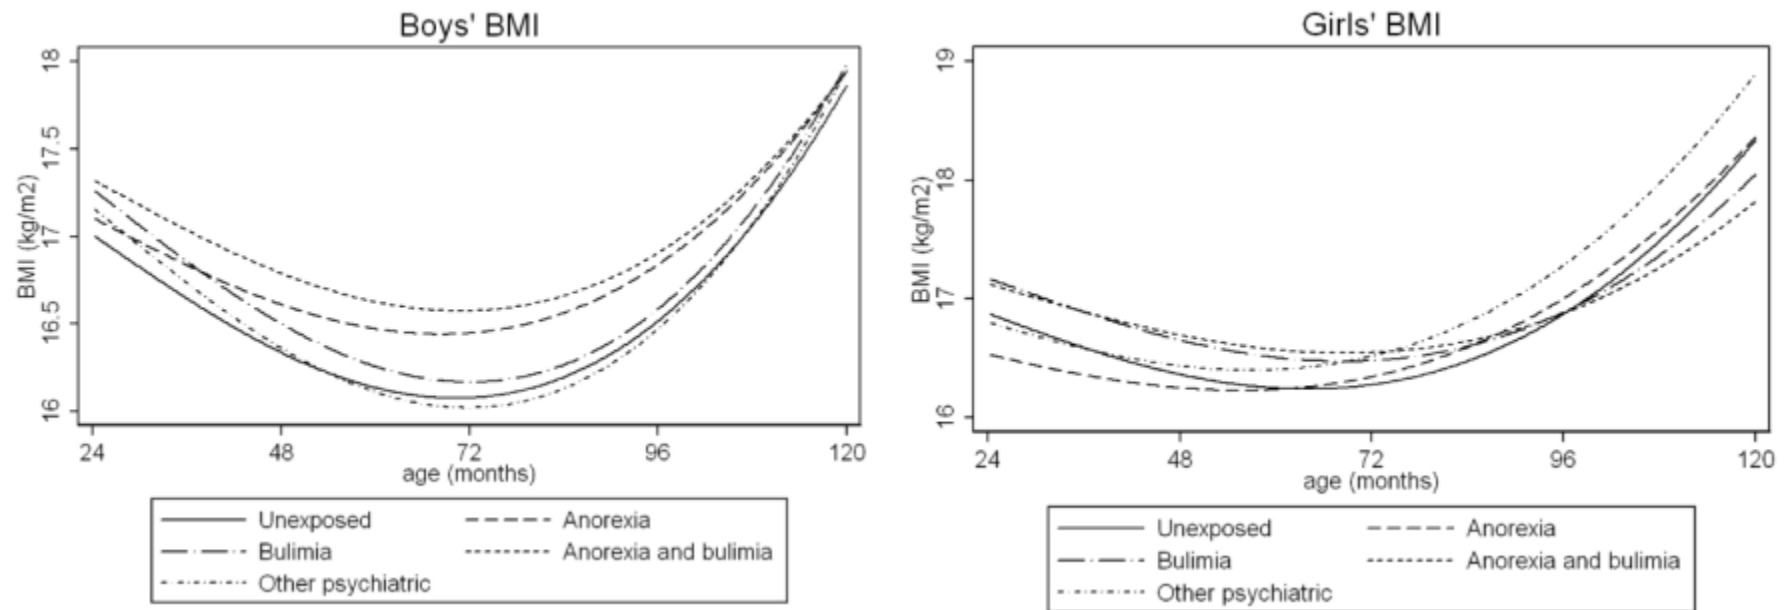 Boys' BMI
BMI (kg/m2)
18
17.5
17
16.5
16
24 48 72 96 120
age (months)
Unexposed Anorexia
Bulimia Anorexia and bulimia
Other psychiatric
Girls' BMI
BMI (kg/m2)
19
18
17
16
24 48 72 96 120
age (months)
Unexposed Anorexia
Bulimia Anorexia and bulimia
Other psychiatric